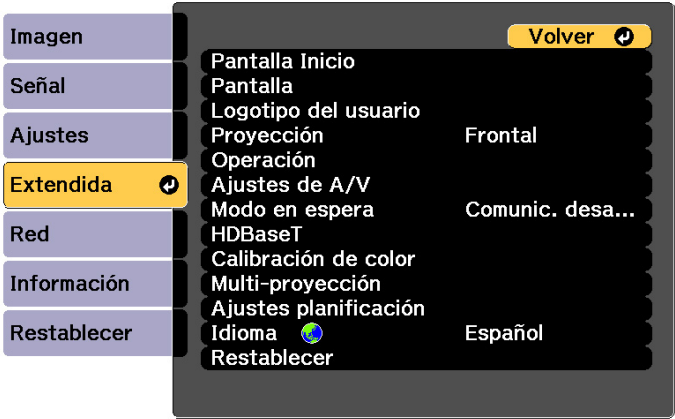 Imagen
Señal
Ajustes
Extendida
Red
Información
Restablecer
Volver
Pantalla Inicio
Pantalla
Logotipo del usuario
Proyección Frontal
Operación
Ajustes de A/V
Modo en espera Comunic. desa...
HDBaseT
Calibración de color
Multi-proyección
Ajustes planificación
Idioma Español
Restablecer